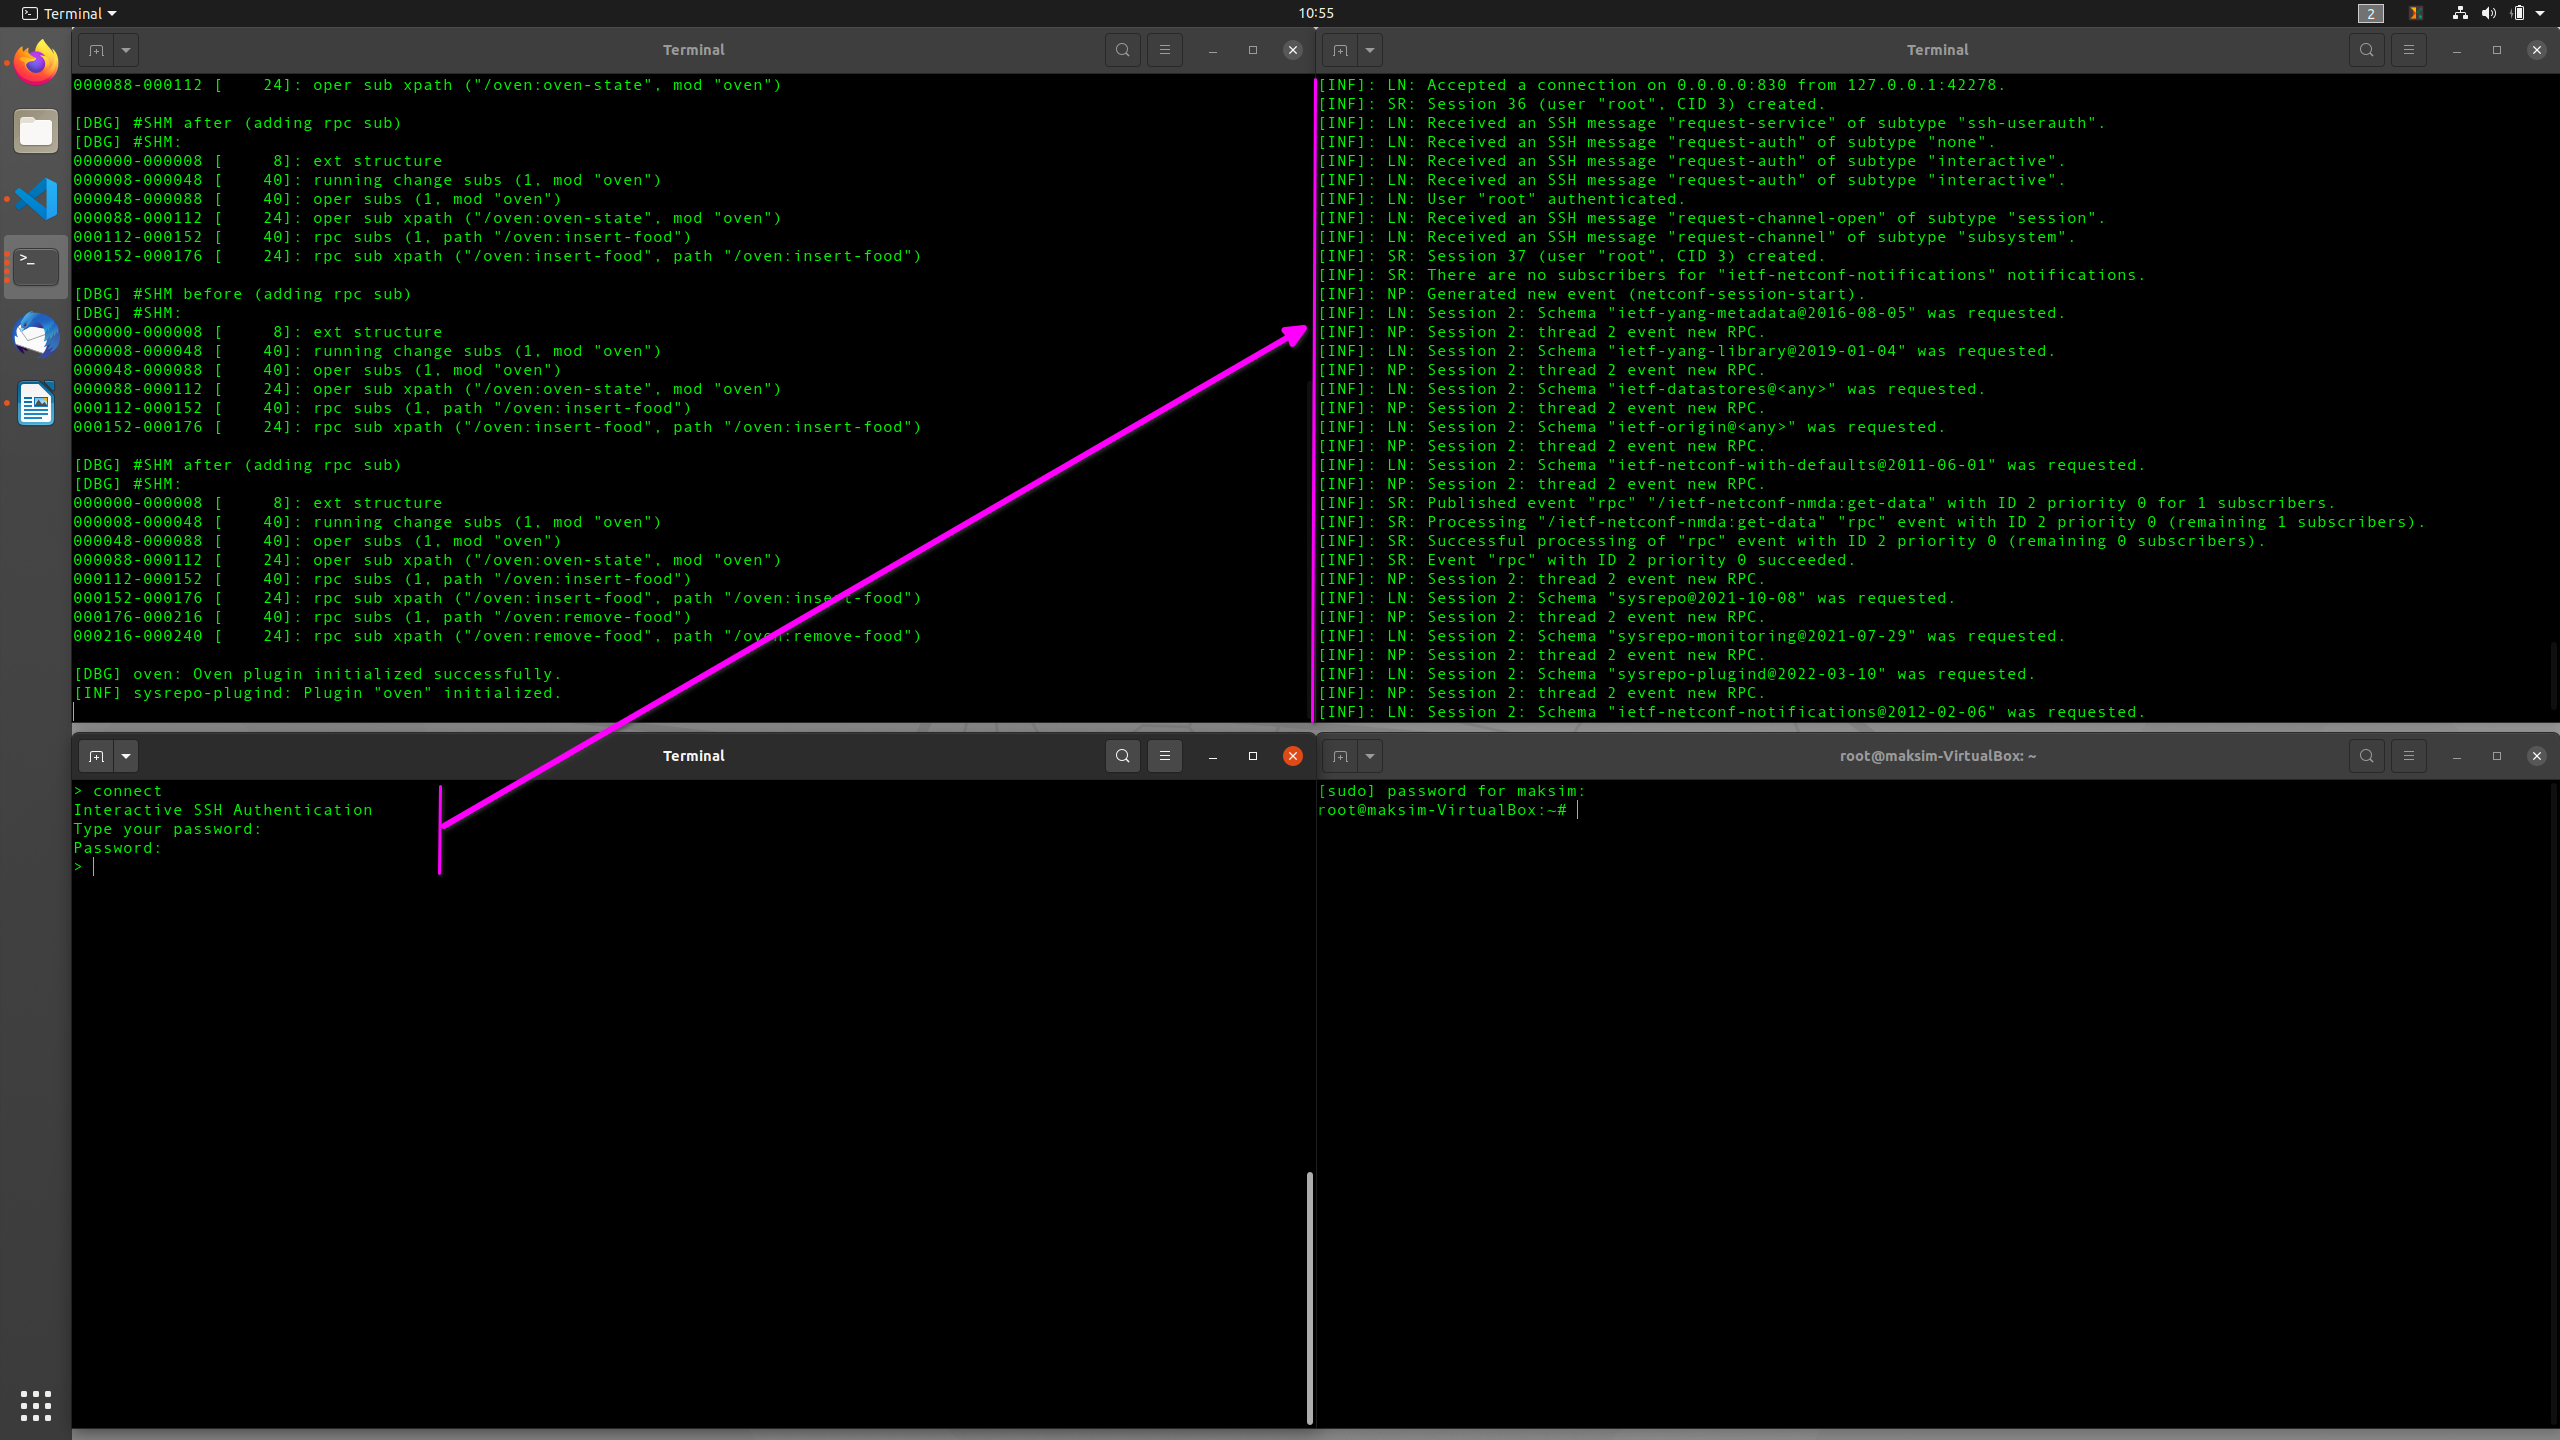 Terminal
10:55
2
Terminal
000088-000112 [    24]: oper sub xpath ("/oven:oven-state", mod "oven")
[DBG] #SHM after (adding rpc sub)
[DBG] #SHM:
000000-000008 [     8]: ext structure
000008-000048 [    40]: running change subs (1, mod "oven")
000048-000088 [    40]: oper subs (1, mod "oven")
000088-000112 [    24]: oper sub xpath ("/oven:oven-state", mod "oven")
000112-000152 [    40]: rpc subs (1, path "/oven:insert-food")
000152-000176 [    24]: rpc sub xpath ("/oven:insert-food", path "/oven:insert-food")
[DBG] #SHM before (adding rpc sub)
[DBG] #SHM:
000000-000008 [     8]: ext structure
000008-000048 [    40]: running change subs (1, mod "oven")
000048-000088 [    40]: oper subs (1, mod "oven")
000088-000112 [    24]: oper sub xpath ("/oven:oven-state", mod "oven")
000112-000152 [    40]: rpc subs (1, path "/oven:insert-food")
000152-000176 [    24]: rpc sub xpath ("/oven:insert-food", path "/oven:insert-food")
[DBG] #SHM after (adding rpc sub)
[DBG] #SHM:
000000-000008 [     8]: ext structure
000008-000048 [    40]: running change subs (1, mod "oven")
000048-000088 [    40]: oper subs (1, mod "oven")
000088-000112 [    24]: oper sub xpath ("/oven:oven-state", mod "oven")
000112-000152 [    40]: rpc subs (1, path "/oven:insert-food")
000152-000176 [    24]: rpc sub xpath ("/oven:insert-food", path "/oven:insert-food")
000176-000216 [    40]: rpc subs (1, path "/oven:remove-food")
000216-000240 [    24]: rpc sub xpath ("/oven:remove-food", path "/oven:remove-food")
[DBG] oven: Oven plugin initialized successfully.
[INF] sysrepo-plugind: Plugin "oven" initialized.
Terminal
[INF]: LN: Accepted a connection on 0.0.0.0:830 from 127.0.0.1:42278.
[INF]: SR: Session 36 (user "root", CID 3) created.
[INF]: LN: Received an SSH message "request-service" of subtype "ssh-userauth".
[INF]: LN: Received an SSH message "request-auth" of subtype "none".
[INF]: LN: Received an SSH message "request-auth" of subtype "interactive".
[INF]: LN: Received an SSH message "request-auth" of subtype "interactive".
[INF]: LN: User "root" authenticated.
[INF]: LN: Received an SSH message "request-channel-open" of subtype "session".
[INF]: LN: Received an SSH message "request-channel" of subtype "subsystem".
[INF]: SR: Session 37 (user "root", CID 3) created.
[INF]: SR: There are no subscribers for "ietf-netconf-notifications" notifications.
[INF]: NP: Generated new event (netconf-session-start).
[INF]: LN: Session 2: Schema "ietf-yang-metadata@2016-08-05" was requested.
[INF]: NP: Session 2: thread 2 event new RPC.
[INF]: LN: Session 2: Schema "ietf-yang-library@2019-01-04" was requested.
[INF]: NP: Session 2: thread 2 event new RPC.
[INF]: LN: Session 2: Schema "ietf-datastores@<any>" was requested.
[INF]: NP: Session 2: thread 2 event new RPC.
[INF]: LN: Session 2: Schema "ietf-origin@<any>" was requested.
[INF]: NP: Session 2: thread 2 event new RPC.
[INF]: LN: Session 2: Schema "ietf-netconf-with-defaults@2011-06-01" was requested.
[INF]: NP: Session 2: thread 2 event new RPC.
[INF]: SR: Published event "rpc" "/ietf-netconf-nmda:get-data" with ID 2 priority 0 for 1 subscribers.
[INF]: SR: Processing "/ietf-netconf-nmda:get-data" "rpc" event with ID 2 priority 0 (remaining 1 subscribers).
[INF]: SR: Successful processing of "rpc" event with ID 2 priority 0 (remaining 0 subscribers).
[INF]: SR: Event "rpc" with ID 2 priority 0 succeeded.
[INF]: NP: Session 2: thread 2 event new RPC.
[INF]: LN: Session 2: Schema "sysrepo@2021-10-08" was requested.
[INF]: NP: Session 2: thread 2 event new RPC.
[INF]: LN: Session 2: Schema "sysrepo-monitoring@2021-07-29" was requested.
[INF]: NP: Session 2: thread 2 event new RPC.
[INF]: LN: Session 2: Schema "sysrepo-plugind@2022-03-10" was requested.
[INF]: NP: Session 2: thread 2 event new RPC.
[INF]: LN: Session 2: Schema "ietf-netconf-notifications@2012-02-06" was requested.
Terminal
> connect
Interactive SSH Authentication
Type your password:
Password:
>
root@maksim-VirtualBox: ~
[sudo] password for maksim:
root@maksim-VirtualBox:~#